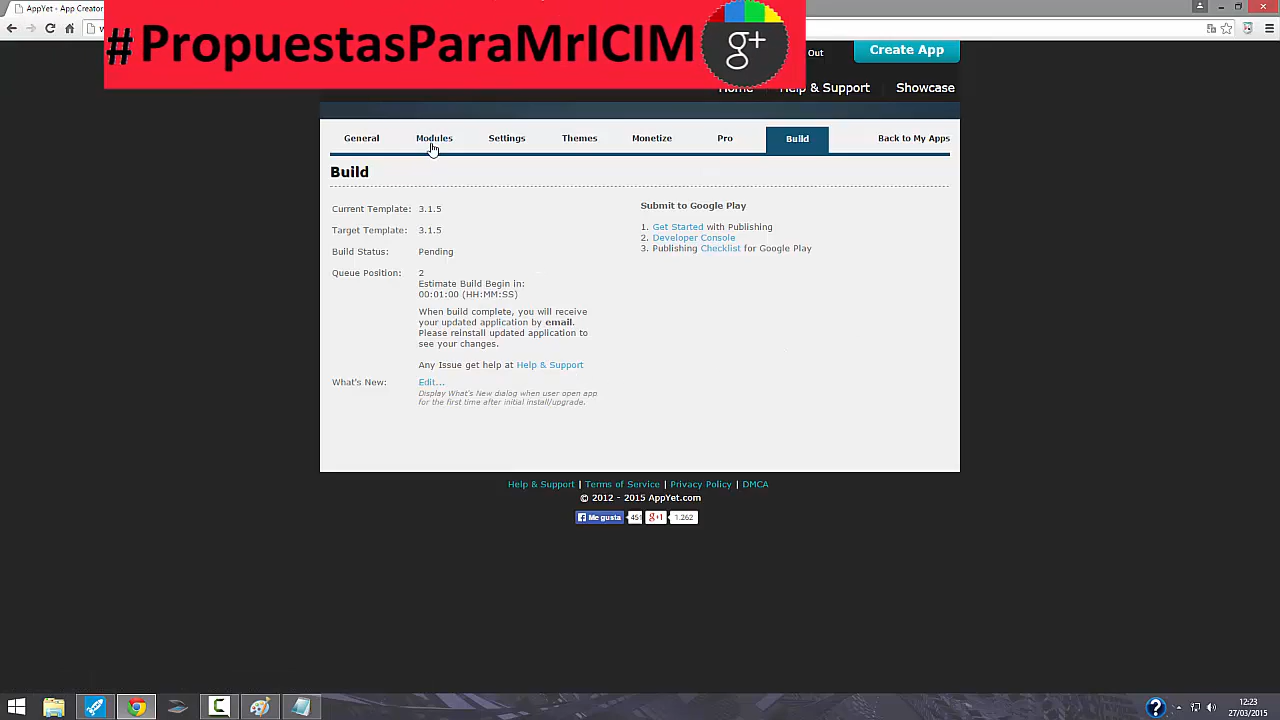 AppYet - App Creator
#PropuestasParaMrICIM
g+
Out
Create App
Home
Help & Support
Showcase
General
Modules
Settings
Themes
Monetize
Pro
Build
Back to My Apps
Build
Current Template: 3.1.5
Target Template: 3.1.5
Build Status: Pending
Queue Position: 2
Estimate Build Begin in:
00:01:00 (HH:MM:SS)
When build complete, you will receive
your updated application by email.
Please reinstall updated application to
see your changes.
Any Issue get help at Help & Support
What's New: Edit...
Display What's New dialog when user open app
for the first time after initial install/upgrade.
Submit to Google Play
1. Get Started with Publishing
2. Developer Console
3. Publishing Checklist for Google Play
Help & Support | Terms of Service | Privacy Policy | DMCA
© 2012 - 2015 AppYet.com
Me gusta
451
g+1
1.262
12:23
27/03/2015